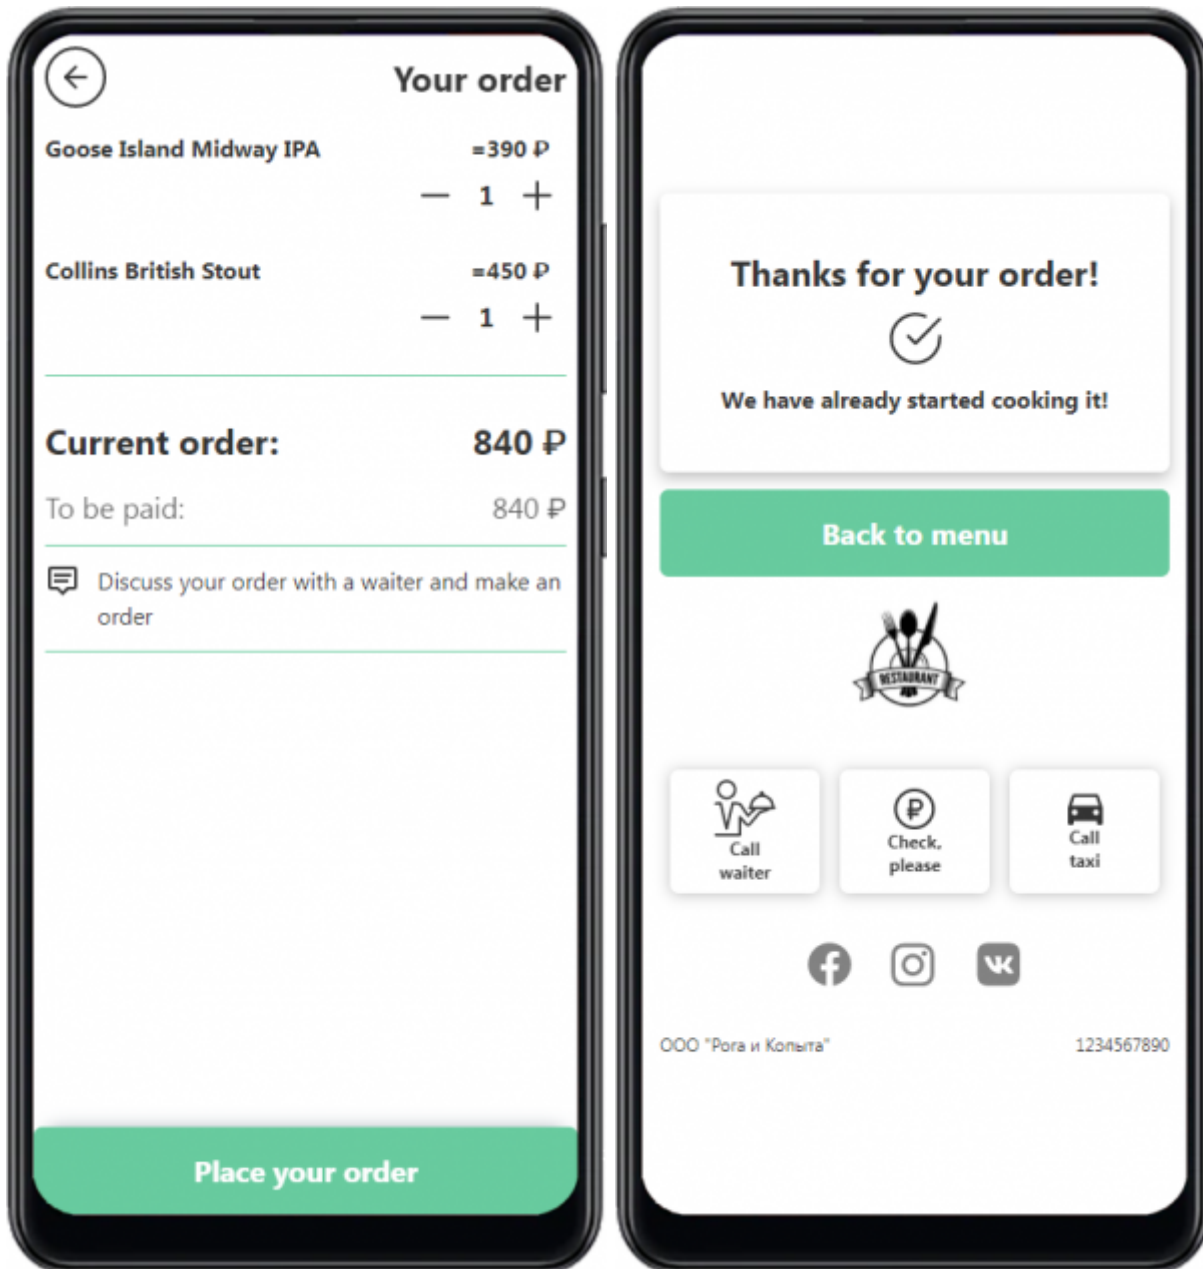 Your order
Goose Island Midway IPA =390 ₽
— 1 +
Collins British Stout =450 ₽
— 1 +
Current order: 840 ₽
To be paid: 840 ₽
Discuss your order with a waiter and make an
order
Place your order
Thanks for your order!
We have already started cooking it!
Back to menu
RESTAURANT
Call
waiter
₽
Check,
please
Call
taxi
ООО "Рога и Копыта" 1234567890